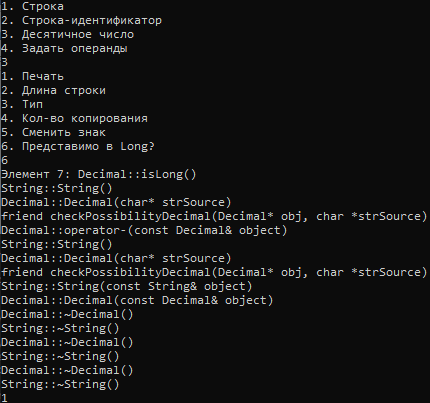 1. Строка
2. Строка-идентификатор
3. Десятичное число
4. Задать операнды
3
1. Печать
2. Длина строки
3. Тип
4. Кол-во копирования
5. Сменить знак
6. Представимо в Long?
6
Элемент 7: Decimal::isLong()
String::String()
Decimal::Decimal(char* strSource)
friend checkPossibilityDecimal(Decimal* obj, char *strSource)
Decimal::operator-(const Decimal& object)
String::String()
Decimal::Decimal(char* strSource)
friend checkPossibilityDecimal(Decimal* obj, char *strSource)
String::String(const String& object)
Decimal::Decimal(const Decimal& object)
Decimal::~Decimal()
String::~String()
Decimal::~Decimal()
String::~String()
Decimal::~Decimal()
String::~String()
1